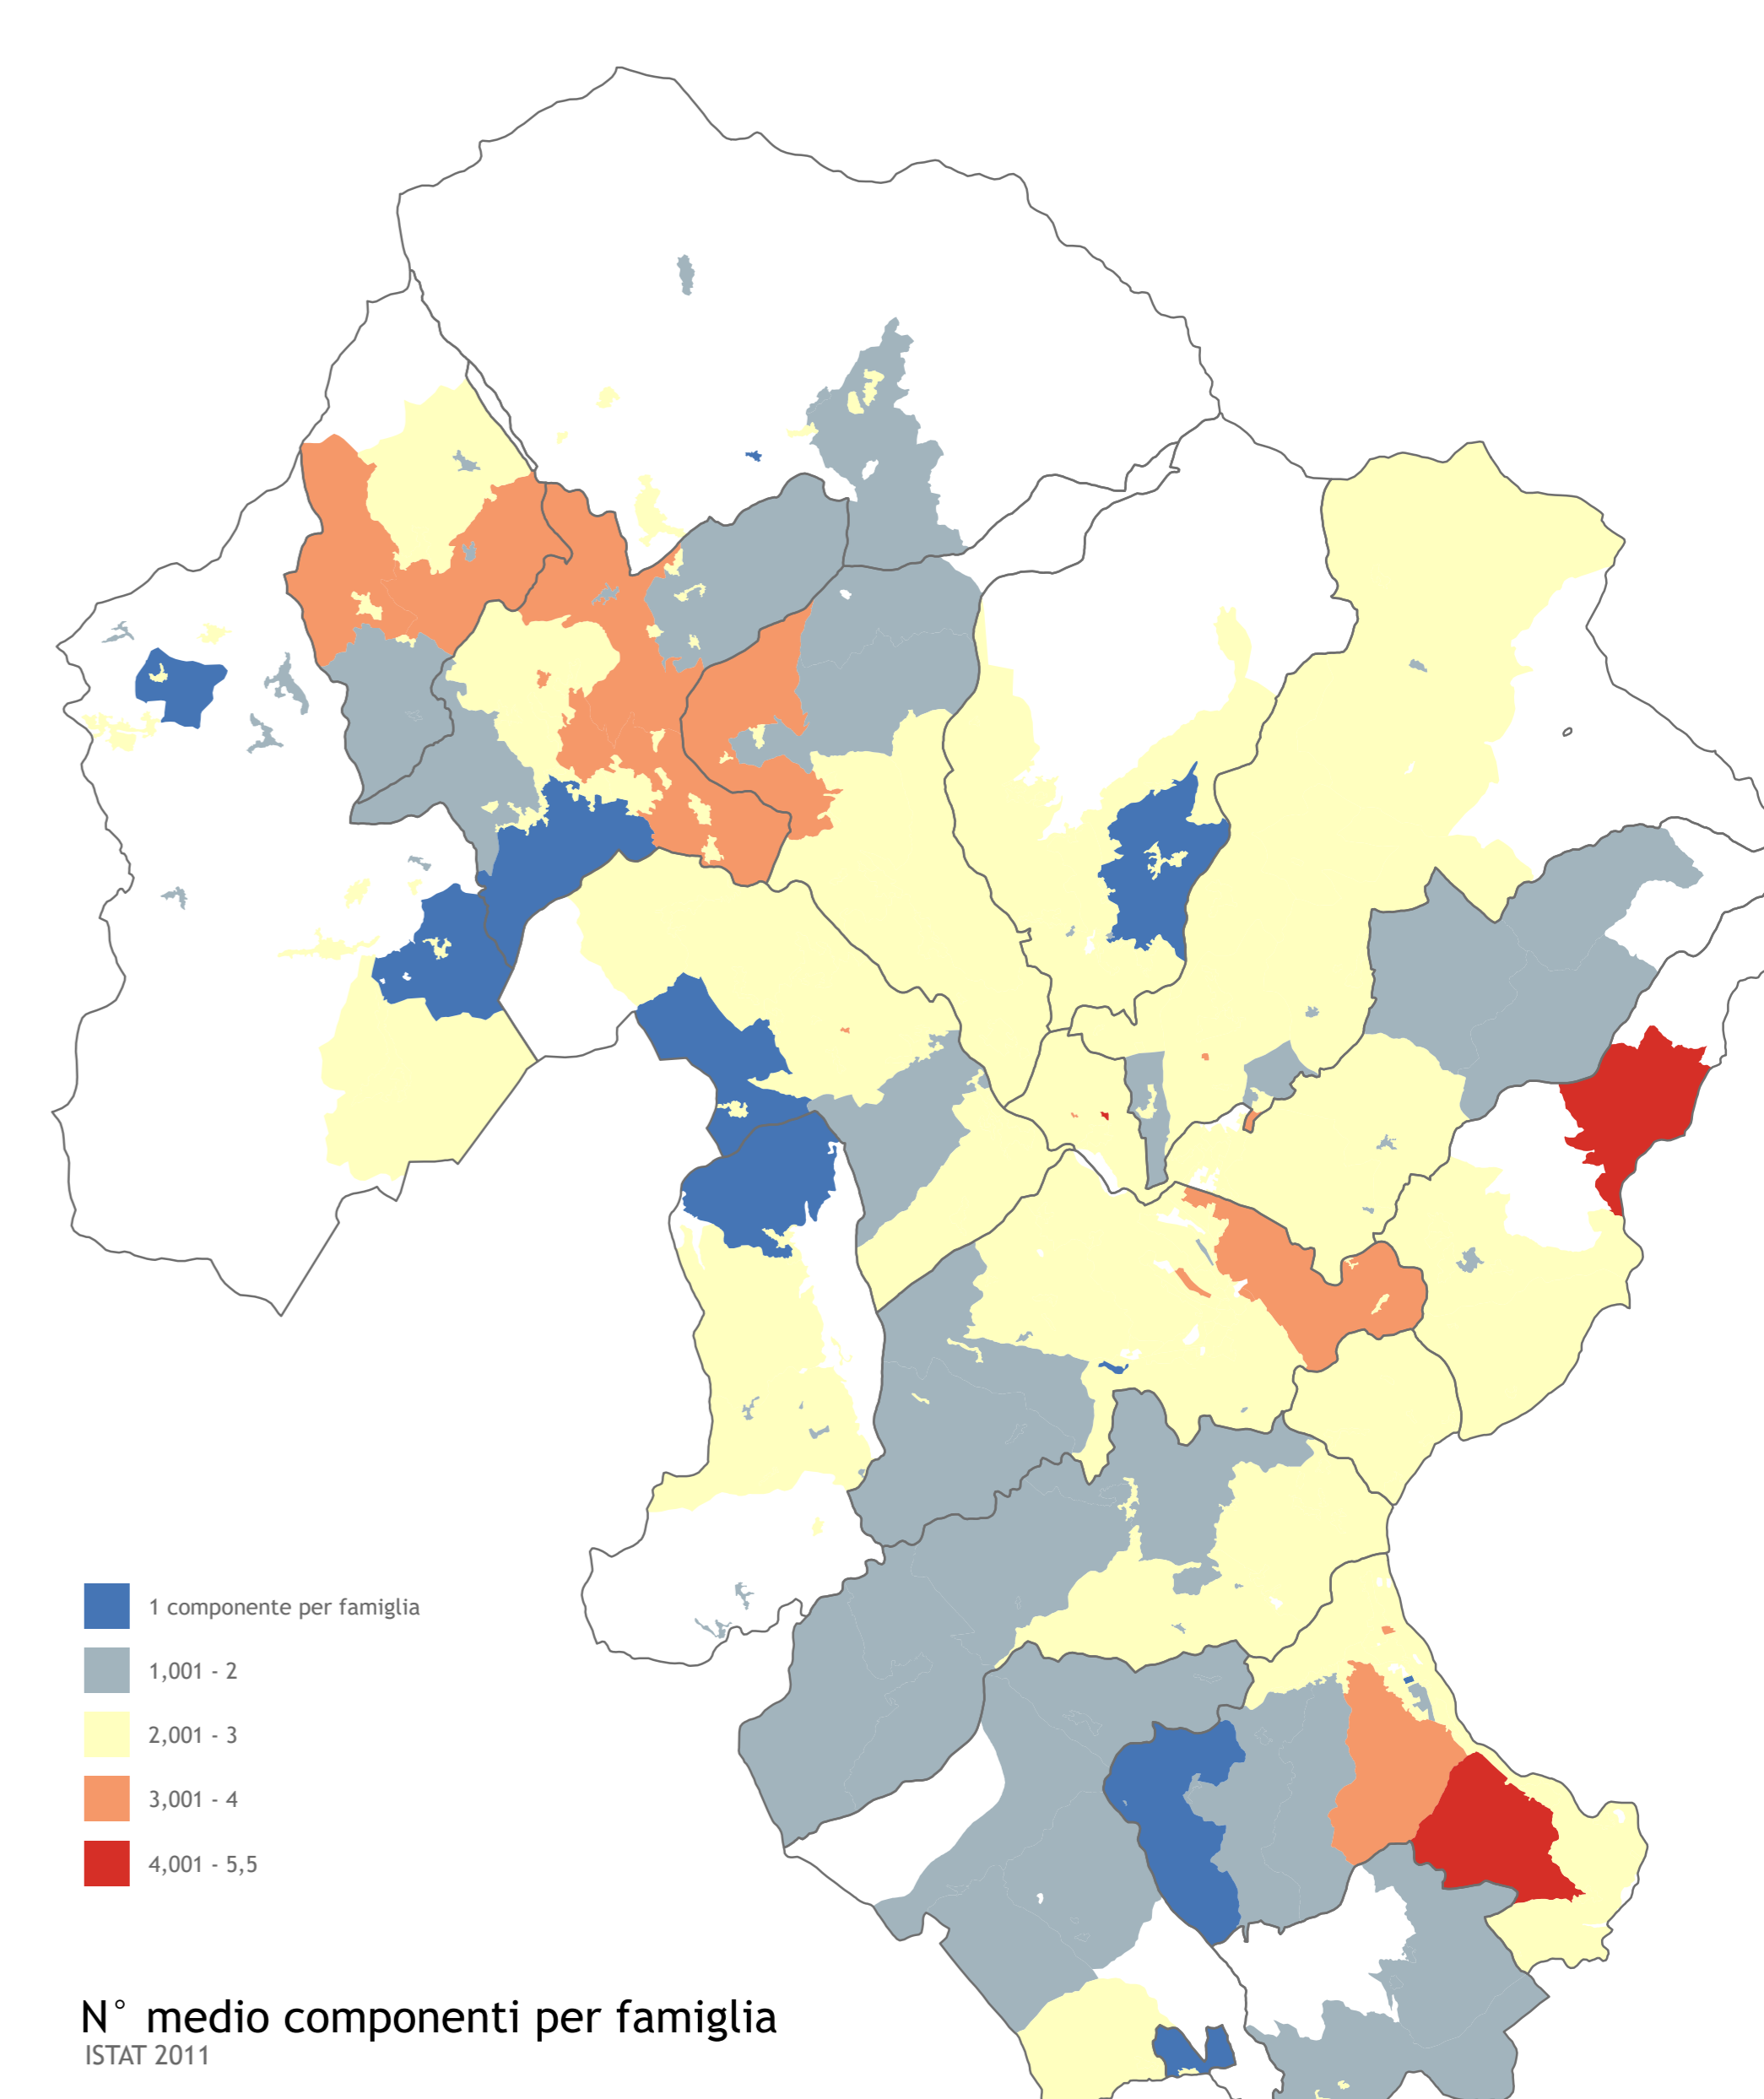 1 componente per famiglia
1,001 - 2
2,001 - 3
3,001 - 4
4,001 - 5,5
N° medio componenti per famiglia
ISTAT 2011